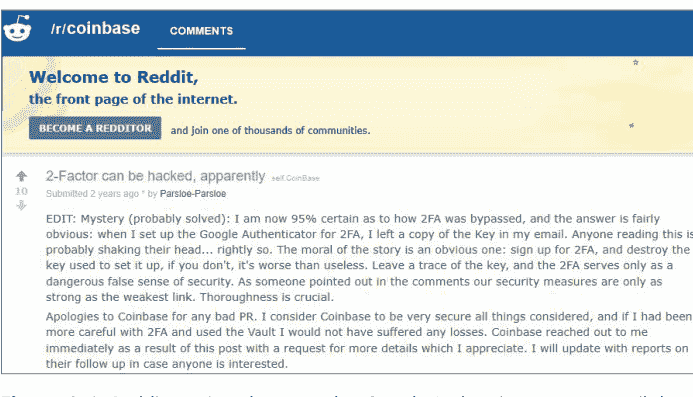 /r/coinbase COMMENTS
Welcome to Reddit,
the front page of the internet.
BECOME A REDDITOR and join one of thousands of communities.
2-Factor can be hacked, apparently self.CoinBase
10
Submitted 2 years ago * by Parsloe-Parsloe
EDIT: Mystery (probably solved): I am now 95% certain as to how 2FA was bypassed, and the answer is fairly
obvious: when I set up the Google Authenticator for 2FA, I left a copy of the Key in my email. Anyone reading this is
probably shaking their head... rightly so. The moral of the story is an obvious one: sign up for 2FA, and destroy the
key used to set it up, if you don't, it's worse than useless. Leave a trace of the key, and the 2FA serves only as a
dangerous false sense of security. As someone pointed out in the comments our security measures are only as
strong as the weakest link. Thoroughness is crucial.
Apologies to Coinbase for any bad PR. I consider Coinbase to be very secure all things considered, and if I had been
more careful with 2FA and used the Vault I would not have suffered any losses. Coinbase reached out to me
immediately as a result of this post with a request for more details which I appreciate. I will update with reports on
their follow up in case anyone is interested.